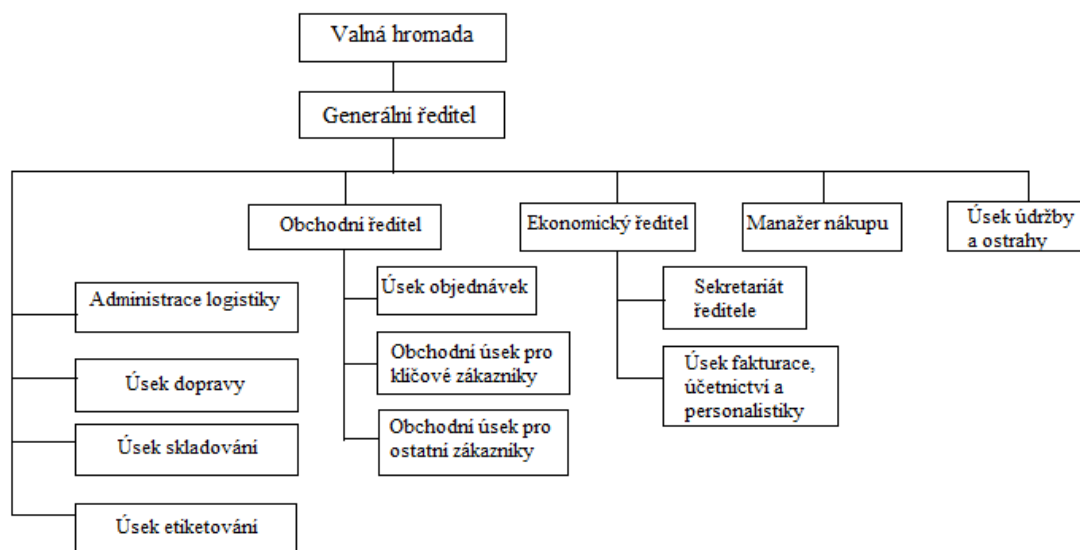 Valná hromada
Generální ředitel
Obchodní ředitel
Ekonomický ředitel
Manažer nákupu
Úsek údržby
a ostrahy
Administrace logistiky
Úsek dopravy
Úsek skladování
Úsek etiketování
Úsek objednávek
Obchodní úsek pro
klíčové zákazníky
Obchodní úsek pro
ostatní zákazníky
Sekretariát
ředitele
Úsek fakturace,
účetnictví a
personalistiky